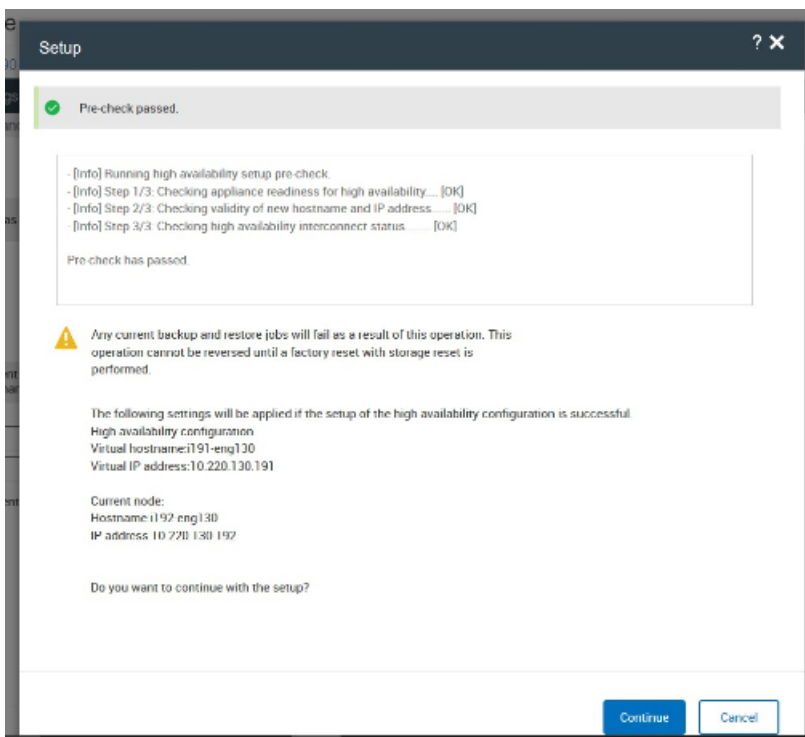 e
Setup
? ✕
Pre-check passed.
- [Info] Running high availability setup pre-check.
- [Info] Step 1/3: Checking appliance readiness for high availability.... [OK]
- [Info] Step 2/3: Checking validity of new hostname and IP address....... [OK]
- [Info] Step 3/3: Checking high availability interconnect status.......... [OK]
Pre-check has passed.
Any current backup and restore jobs will fail as a result of this operation. This
operation cannot be reversed until a factory reset with storage reset is
performed.
The following settings will be applied if the setup of the high availability configuration is successful.
High availability configuration
Virtual hostname:i191-eng130
Virtual IP address:10.220.130.191
Current node:
Hostname:i192-eng130
IP address:10.220.130.192
Do you want to continue with the setup?
Continue
Cancel